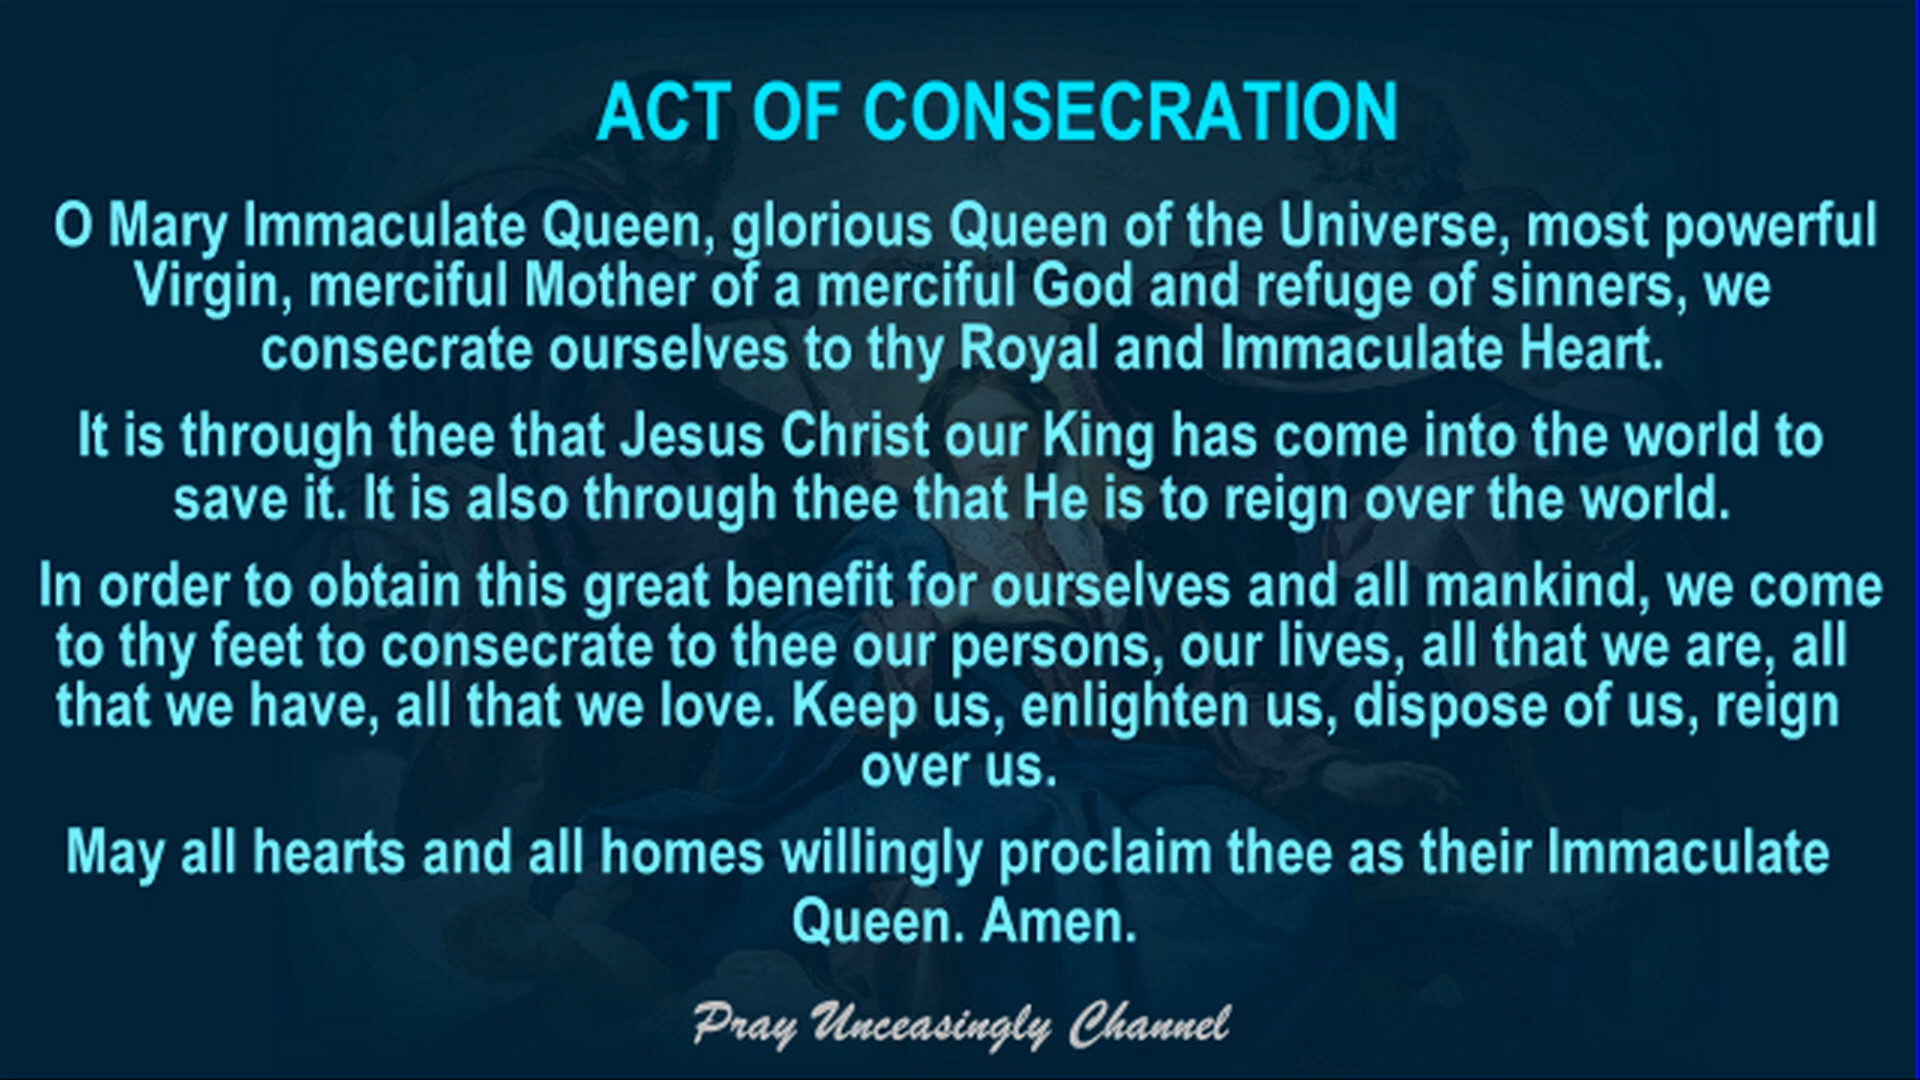 ACT OF CONSECRATION
O Mary Immaculate Queen, glorious Queen of the Universe, most powerful
Virgin, merciful Mother of a merciful God and refuge of sinners, we
consecrate ourselves to thy Royal and Immaculate Heart.
It is through thee that Jesus Christ our King has come into the world to
save it. It is also through thee that He is to reign over the world.
In order to obtain this great benefit for ourselves and all mankind, we come
to thy feet to consecrate to thee our persons, our lives, all that we are, all
that we have, all that we love. Keep us, enlighten us, dispose of us, reign
over us.
May all hearts and all homes willingly proclaim thee as their Immaculate
Queen. Amen.
Pray Unceasingly Channel